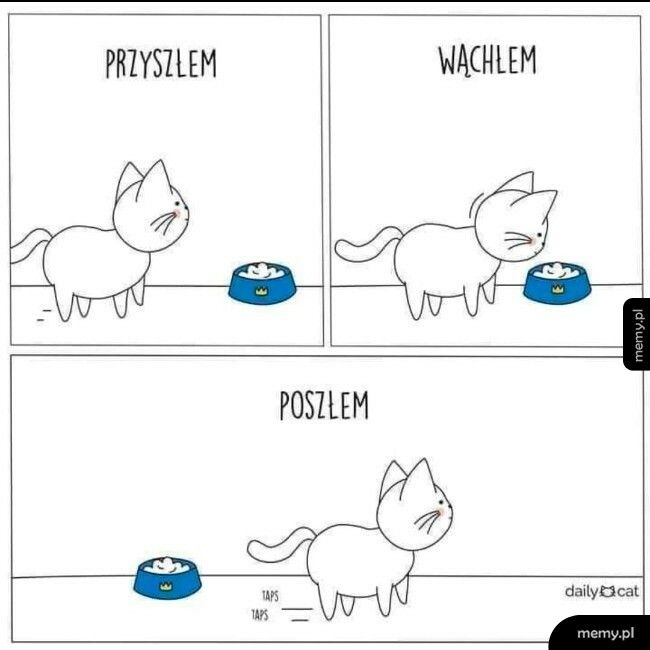 PRZYSZŁEM
WĄCHŁEM
memy.pl
POSZŁEM
TAPS
TAPS
daily cat
memy.pl